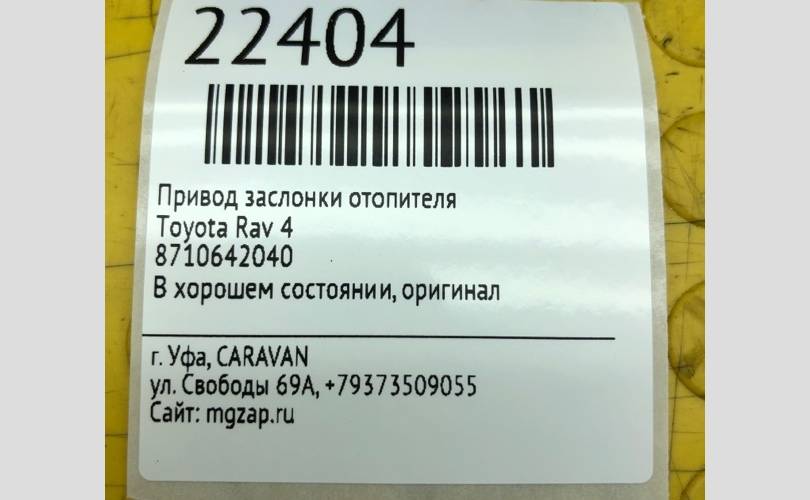 22404
Привод заслонки отопителя
Toyota Rav 4
8710642040
В хорошем состоянии, оригинал
г. Уфа, CARAVAN
ул. Свободы 69А, +79373509055
Сайт: mgzap.ru